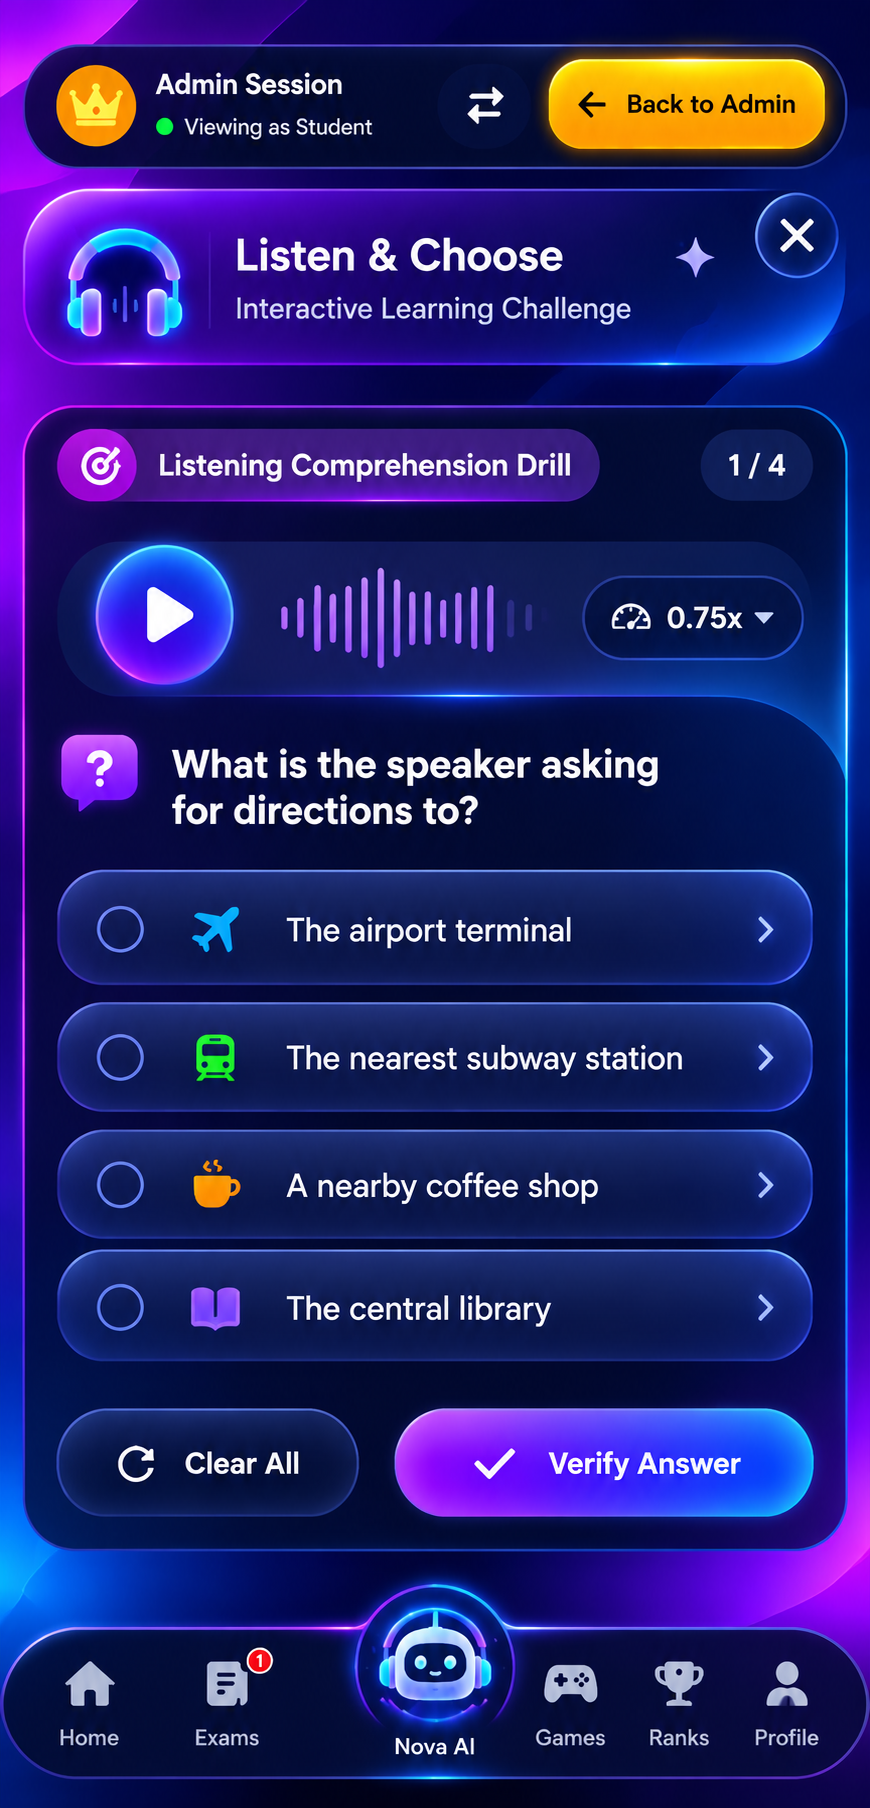 Admin Session
Viewing as Student
Back to Admin
Listen & Choose
Interactive Learning Challenge
Listening Comprehension Drill
1 / 4
0.75x
?
What is the speaker asking
for directions to?
The airport terminal
The nearest subway station
A nearby coffee shop
The central library
Clear All
Verify Answer
1
Home
Exams
Nova AI
Games
Ranks
Profile